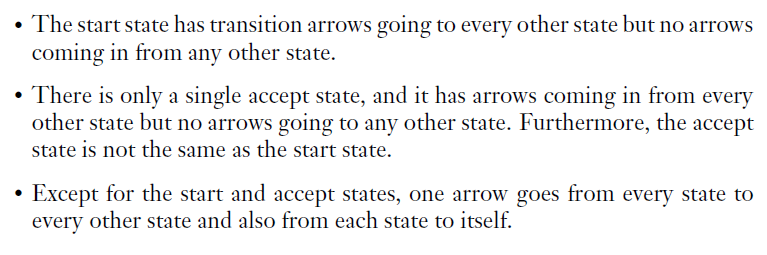 • The start state has transition arrows going to every other state but no arrows
coming in from any other state.
• There is only a single accept state, and it has arrows coming in from every
other state but no arrows going to any other state. Furthermore, the accept
state is not the same as the start state.
• Except for the start and accept states, one arrow goes from every state to
every other state and also from each state to itself.